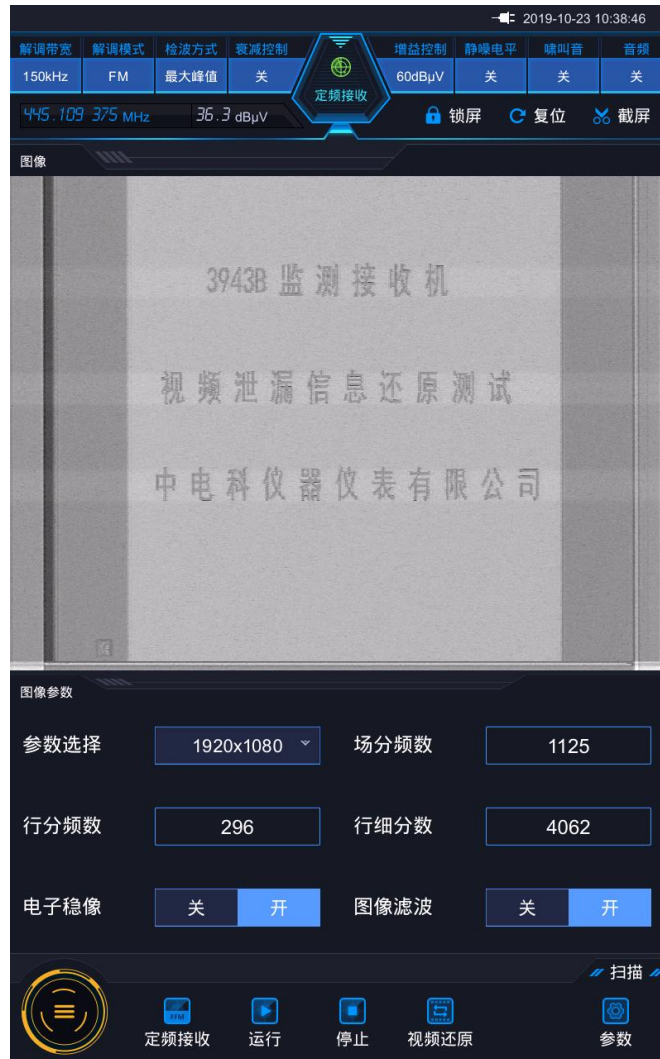 2019-10-23 10:38:46
解调带宽 解调模式 检波方式 衰减控制 增益控制 静噪电平 啸叫音 音频
150kHz FM 最大峰值 关 定频接收 60dBμV 关 关 关
445.109 375 MHz 36.3 dBμV 锁屏 复位 截屏
图像
3943B 监测接收机
视频泄漏信息还原测试
中电科仪器仪表有限公司
图像参数
参数选择 1920x1080 场分频数 1125
行分频数 296 行细分数 4062
电子稳像 关 开 图像滤波 关 开
扫描
FFM
定频接收 运行 停止 视频还原 参数